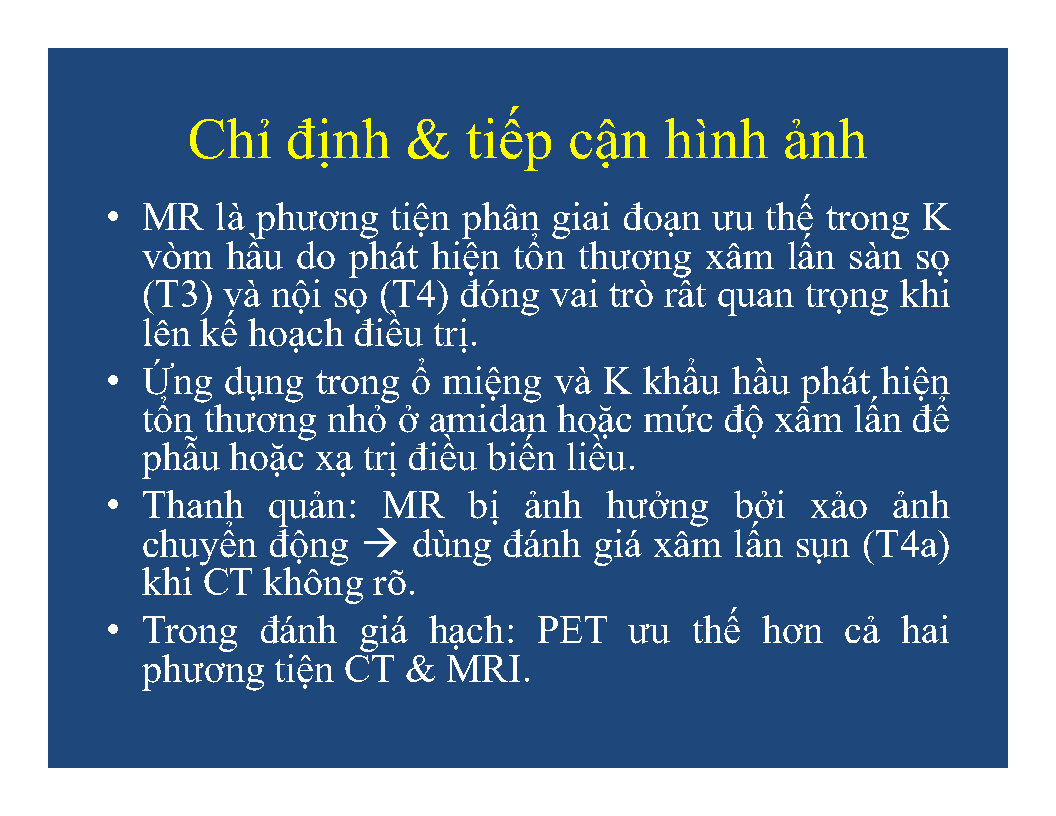 Chỉ định & tiếp cận hình ảnh
• MR là phương tiện phân giai đoạn ưu thế trong K
vòm hầu do phát hiện tổn thương xâm lấn sàn sọ
(T3) và nội sọ (T4) đóng vai trò rất quan trọng khi
lên kế hoạch điều trị.
• Ứng dụng trong ổ miệng và K khẩu hầu phát hiện
tổn thương nhỏ ở amidan hoặc mức độ xâm lấn để
phẫu hoặc xạ trị điều biến liều.
• Thanh quản: MR bị ảnh hưởng bởi xảo ảnh
chuyển động → dùng đánh giá xâm lấn sụn (T4a)
khi CT không rõ.
• Trong đánh giá hạch: PET ưu thế hơn cả hai
phương tiện CT & MRI.